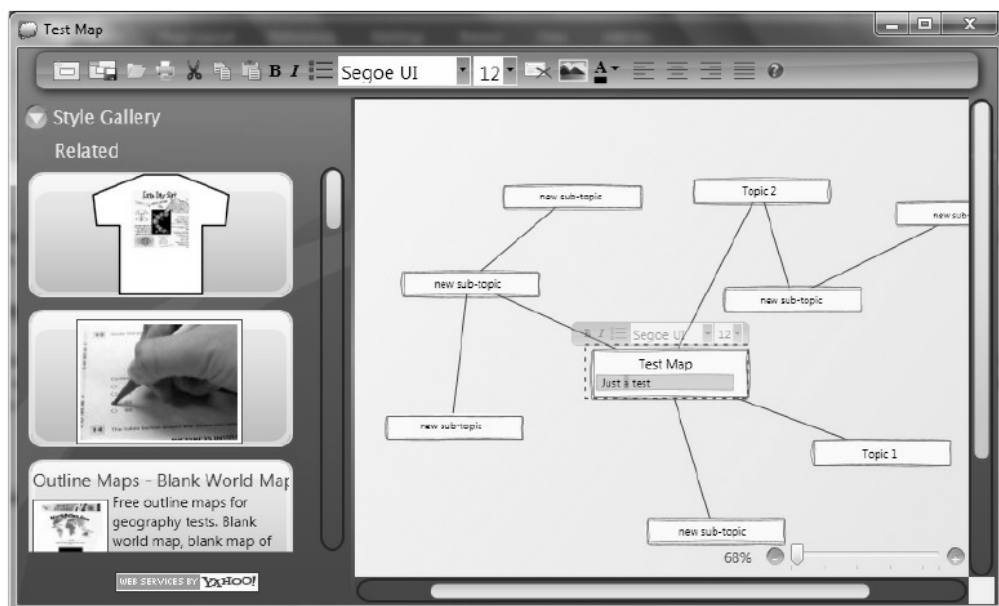 Test Map
B I Segoe UI 12 A
Style Gallery
Related
Outline Maps - Blank World Map
Free outline maps for
geography tests. Blank
world map, blank map of
WEB SERVICES BY YAHOO!
new sub-topic
Topic 2
new sub-
new sub-topic
new sub-topic
B I Segoe UI 12
Test Map
Just a test
new sub-topic
Topic 1
new sub-topic
68%